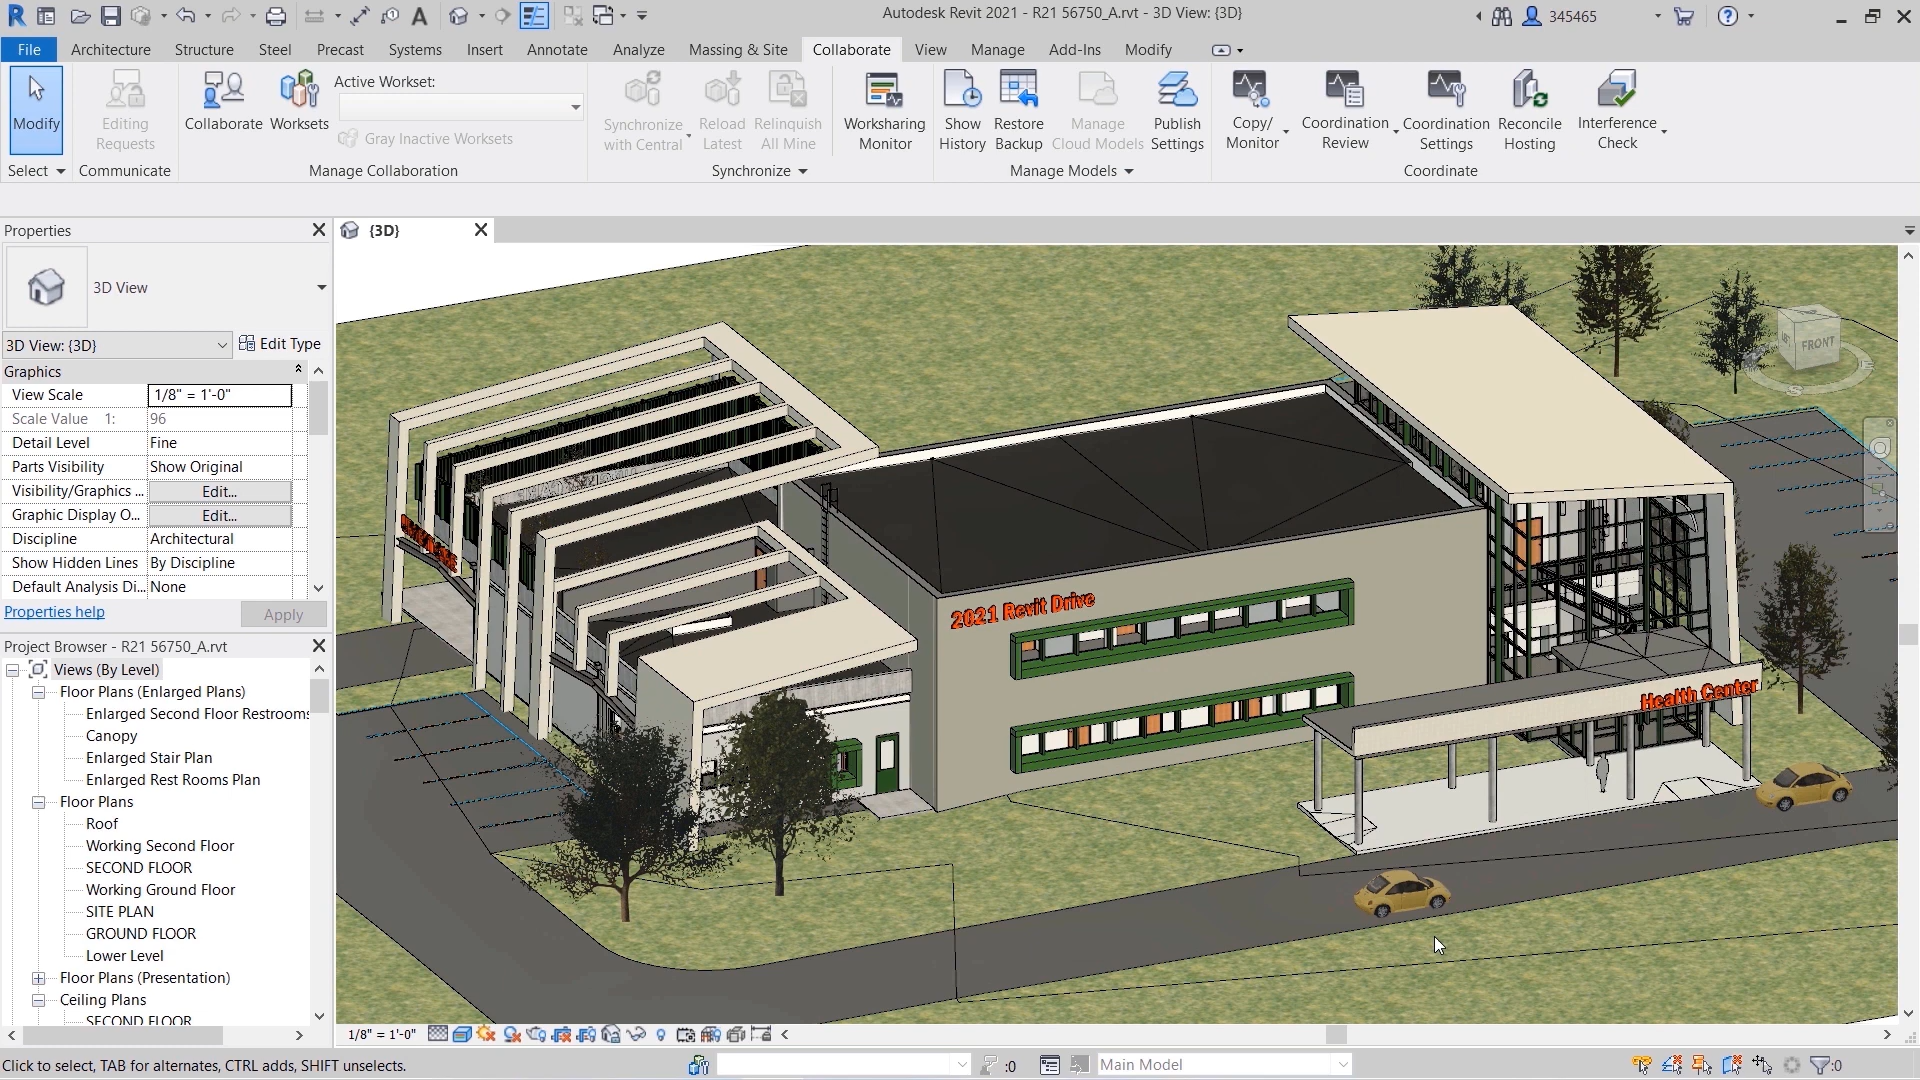 Autodesk Revit 2021 - R21 56750_A.rvt - 3D View: {3D}
345465
File Architecture Structure Steel Precast Systems Insert Annotate Analyze Massing & Site Collaborate View Manage Add-Ins Modify
Modify
Select
Editing
Requests
Communicate
Collaborate
Worksets
Active Workset:
Gray Inactive Worksets
Manage Collaboration
Synchronize
with Central
Reload
Latest
Relinquish
All Mine
Synchronize
Worksharing
Monitor
Show
History
Restore
Backup
Manage
Cloud Models
Publish
Settings
Manage Models
Copy/
Monitor
Coordination
Review
Coordination
Settings
Reconcile
Hosting
Interference
Check
Coordinate
Properties
3D View
3D View: {3D}
Edit Type
Graphics
View Scale 1/8" = 1'-0"
Scale Value 1: 96
Detail Level Fine
Parts Visibility Show Original
Visibility/Graphics ... Edit...
Graphic Display O... Edit...
Discipline Architectural
Show Hidden Lines By Discipline
Default Analysis Di... None
Properties help
Apply
Project Browser - R21 56750_A.rvt
Views (By Level)
Floor Plans (Enlarged Plans)
Enlarged Second Floor Restrooms
Canopy
Enlarged Stair Plan
Enlarged Rest Rooms Plan
Floor Plans
Roof
Working Second Floor
SECOND FLOOR
Working Ground Floor
SITE PLAN
GROUND FLOOR
Lower Level
Floor Plans (Presentation)
Ceiling Plans
SECOND FLOOR
{3D}
FRONT
2021 Revit Drive
Health Center
1/8" = 1'-0"
Click to select, TAB for alternates, CTRL adds, SHIFT unselects.
:0
Main Model
:0